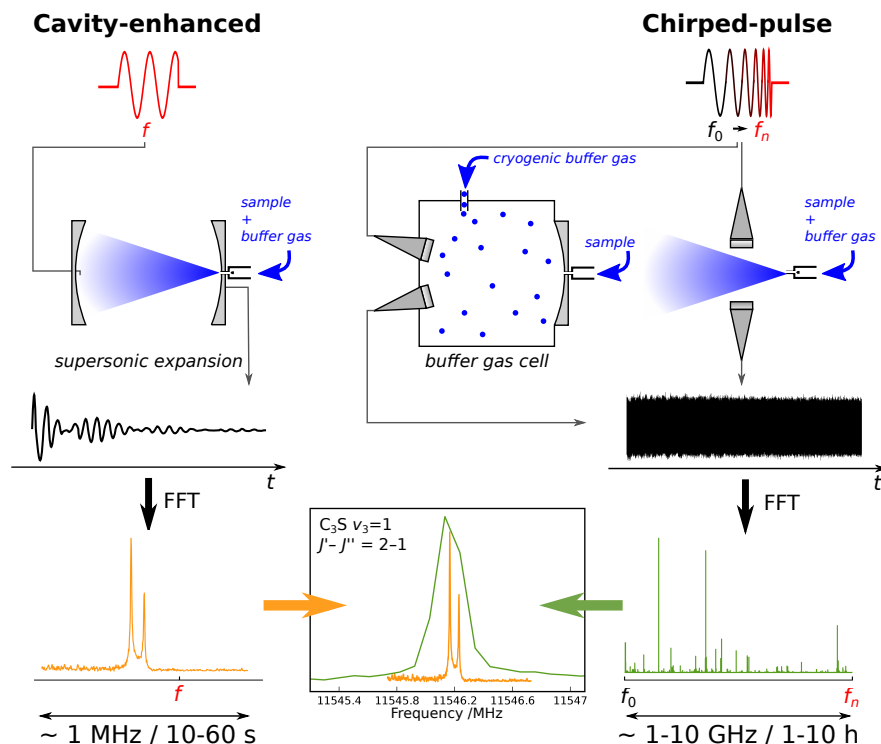 Cavity-enhanced
Chirped-pulse
f
f₀
fₙ
cryogenic buffer gas
sample
+
buffer gas
sample
sample
+
buffer gas
supersonic expansion
buffer gas cell
t
t
FFT
FFT
C₃S v₃=1
J'– J'' = 2–1
f
f₀
fₙ
11545.4
11545.8
11546.2
11546.6
11547
Frequency /MHz
~ 1 MHz / 10-60 s
~ 1-10 GHz / 1-10 h